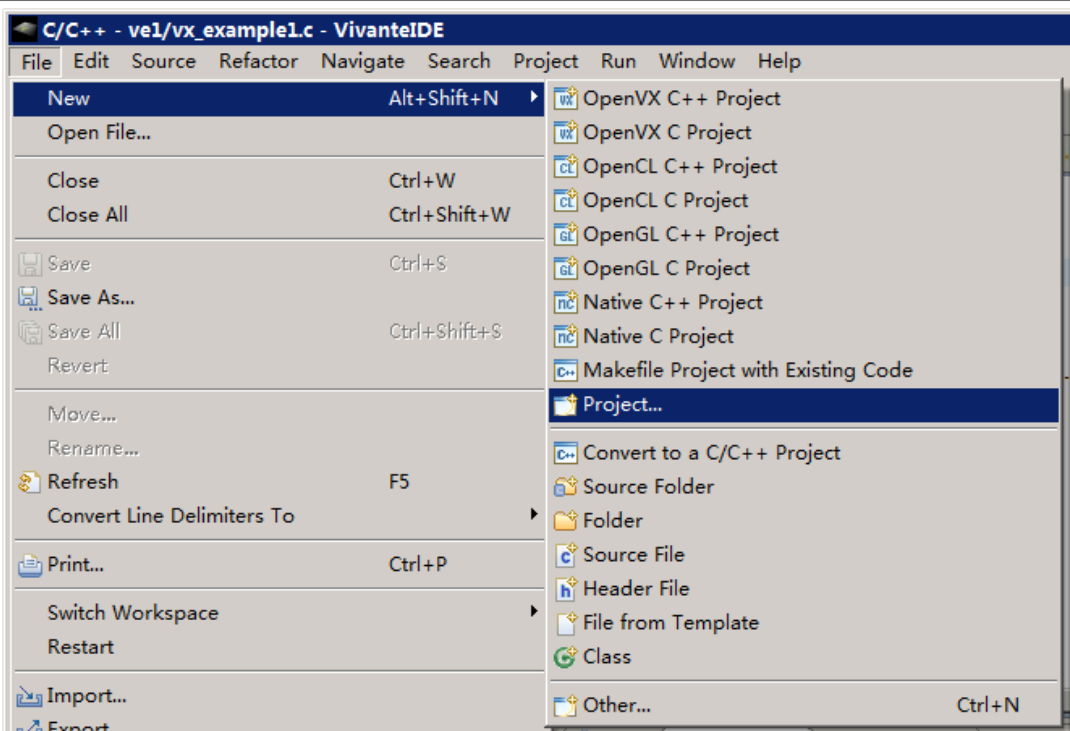 C/C++ - ve1/vx_example1.c - VivanteIDE
File Edit Source Refactor Navigate Search Project Run Window Help
New Alt+Shift+N
Open File...
Close Ctrl+W
Close All Ctrl+Shift+W
Save Ctrl+S
Save As...
Save All Ctrl+Shift+S
Revert
Move...
Rename...
Refresh F5
Convert Line Delimiters To
Print... Ctrl+P
Switch Workspace
Restart
Import...
Export
OpenVX C++ Project
OpenVX C Project
OpenCL C++ Project
OpenCL C Project
OpenGL C++ Project
OpenGL C Project
Native C++ Project
Native C Project
Makefile Project with Existing Code
Project...
Convert to a C/C++ Project
Source Folder
Folder
Source File
Header File
File from Template
Class
Other... Ctrl+N